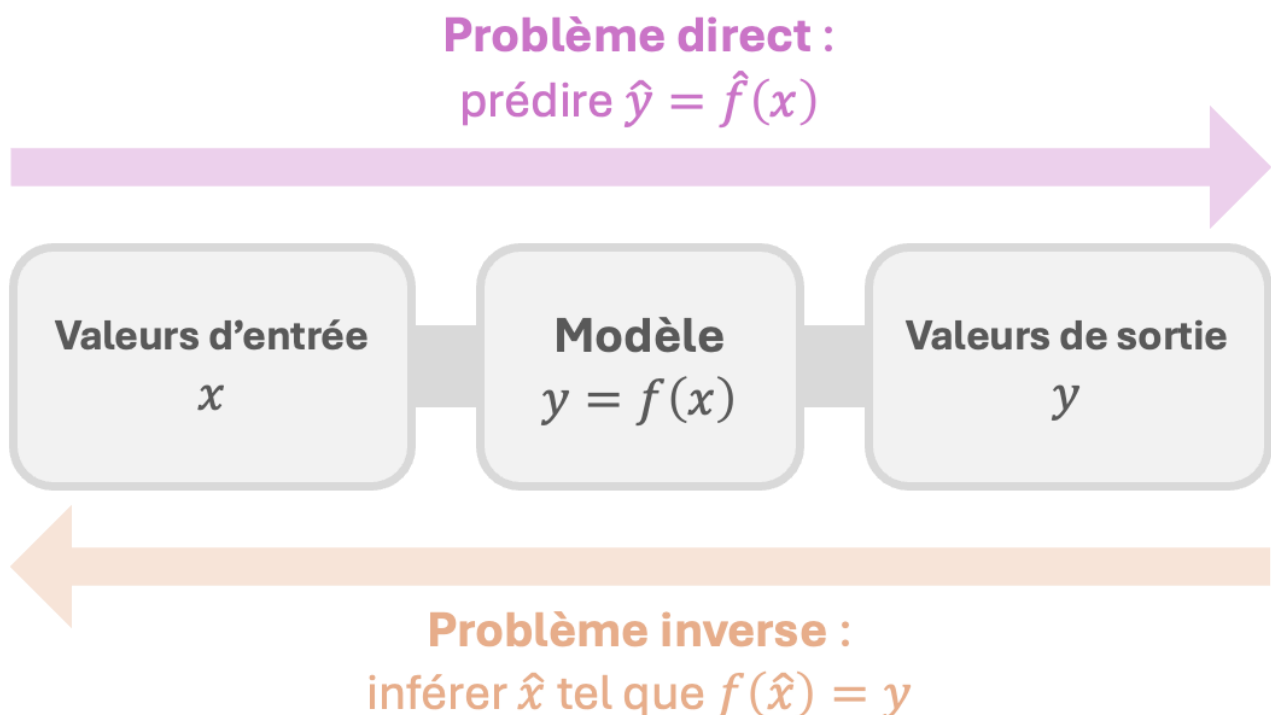 Problème direct :
prédire ŷ = f̂(x)
Valeurs d’entrée
x
Modèle
y = f(x)
Valeurs de sortie
y
Problème inverse :
inférer x̂ tel que f(x̂) = y